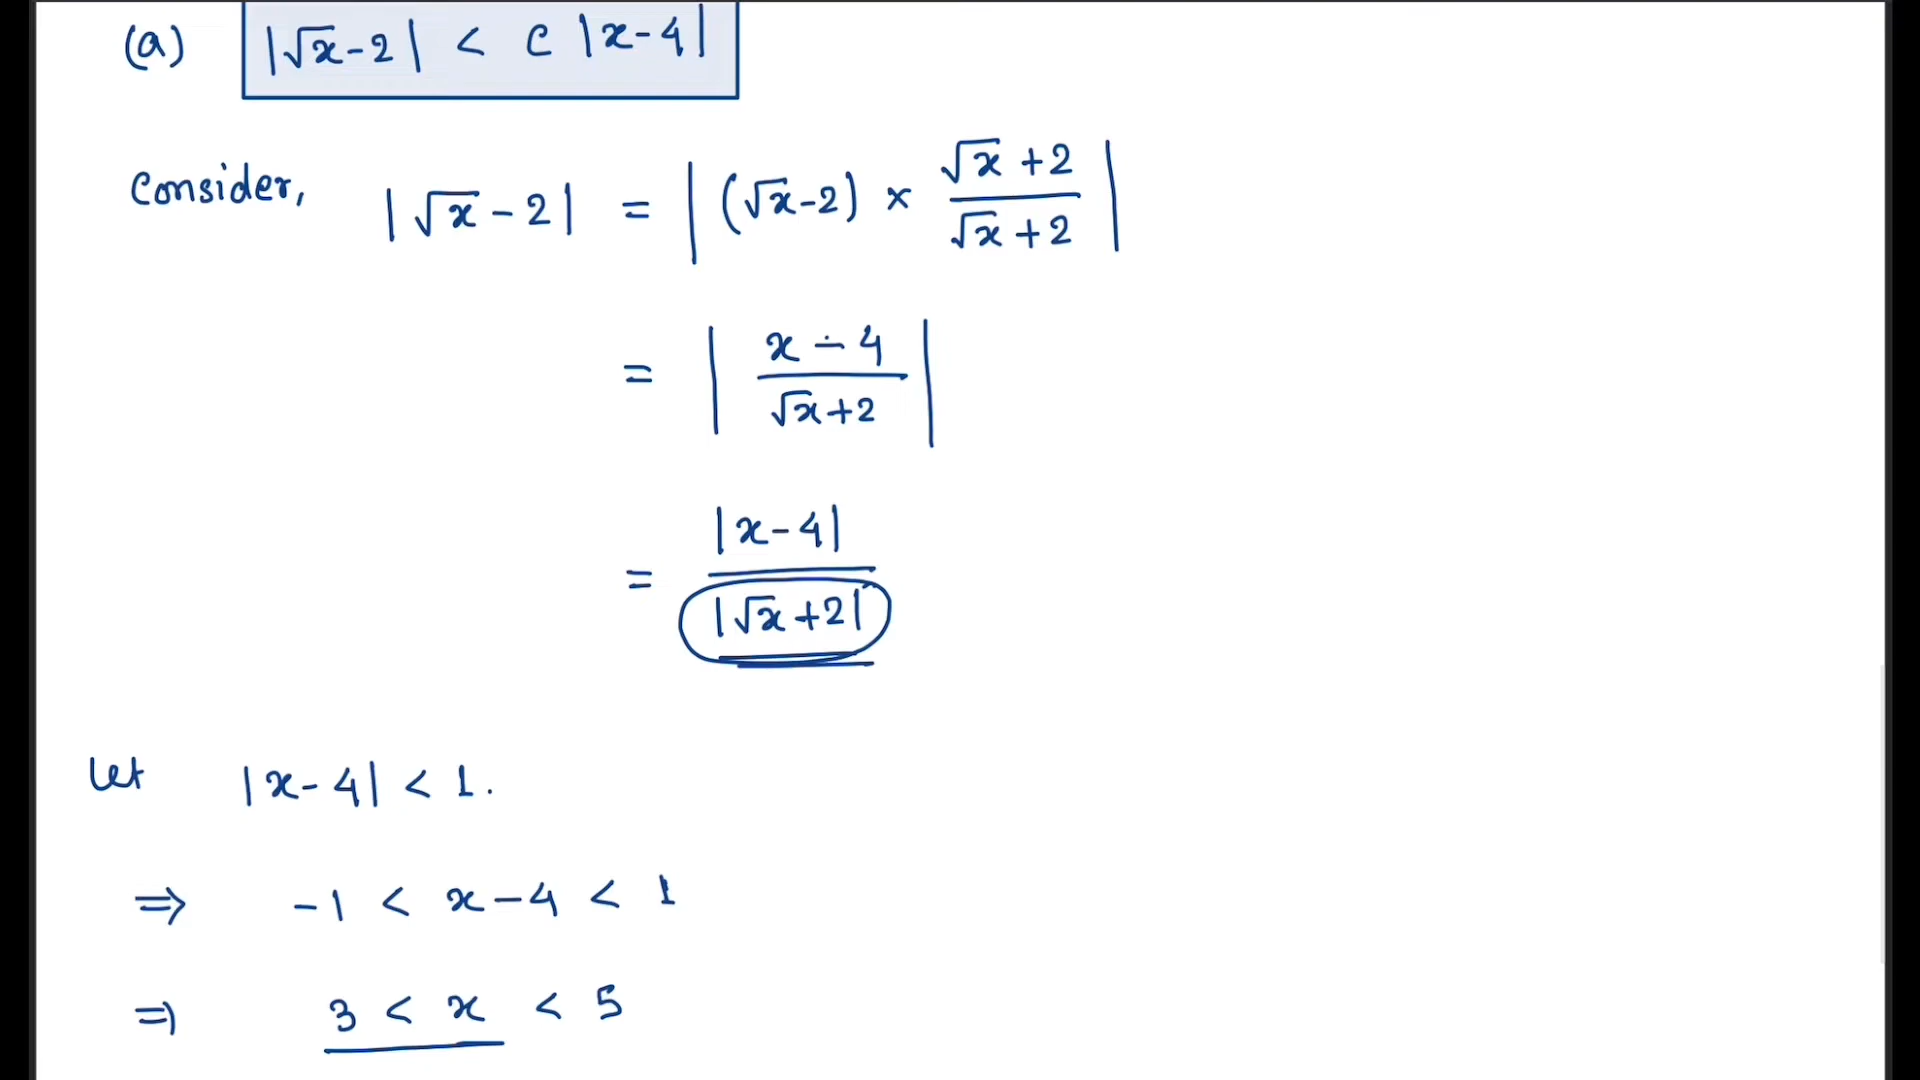 (a) |√x-2| < C |x-4|
Consider, |√x - 2| = |(√x-2) × (√x +2)/(√x +2)|
= |(x - 4)/(√x+2)|
= |x-4|/|√x+2|
Let |x-4| < 1.
⇒ -1 < x-4 < 1
⇒ 3 < x < 5